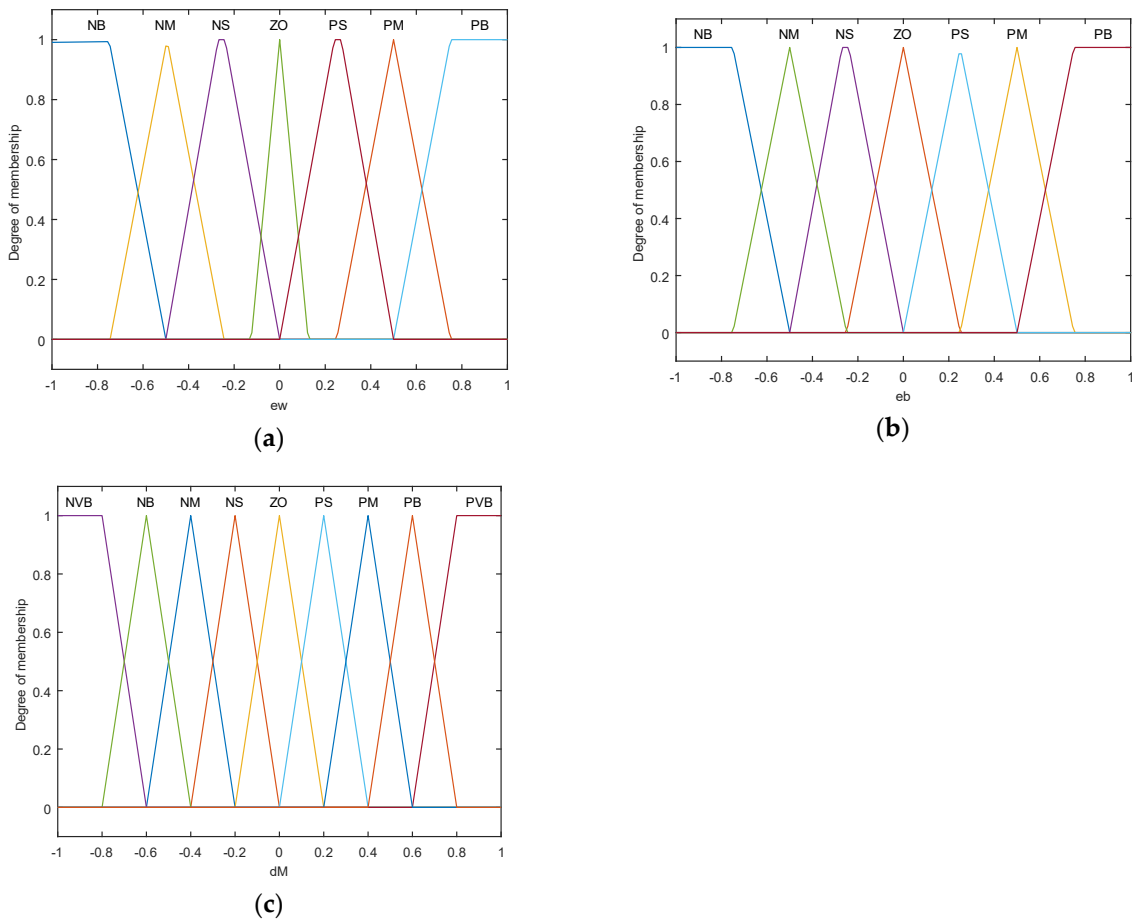 NB NM NS ZO PS PM PB
1
0.8
0.6
0.4
0.2
0
Degree of membership
-1 -0.8 -0.6 -0.4 -0.2 0 0.2 0.4 0.6 0.8 1
ew
(a)
NB NM NS ZO PS PM PB
1
0.8
0.6
0.4
0.2
0
Degree of membership
-1 -0.8 -0.6 -0.4 -0.2 0 0.2 0.4 0.6 0.8 1
eb
(b)
NVB NB NM NS ZO PS PM PB PVB
1
0.8
0.6
0.4
0.2
0
Degree of membership
-1 -0.8 -0.6 -0.4 -0.2 0 0.2 0.4 0.6 0.8 1
dM
(c)